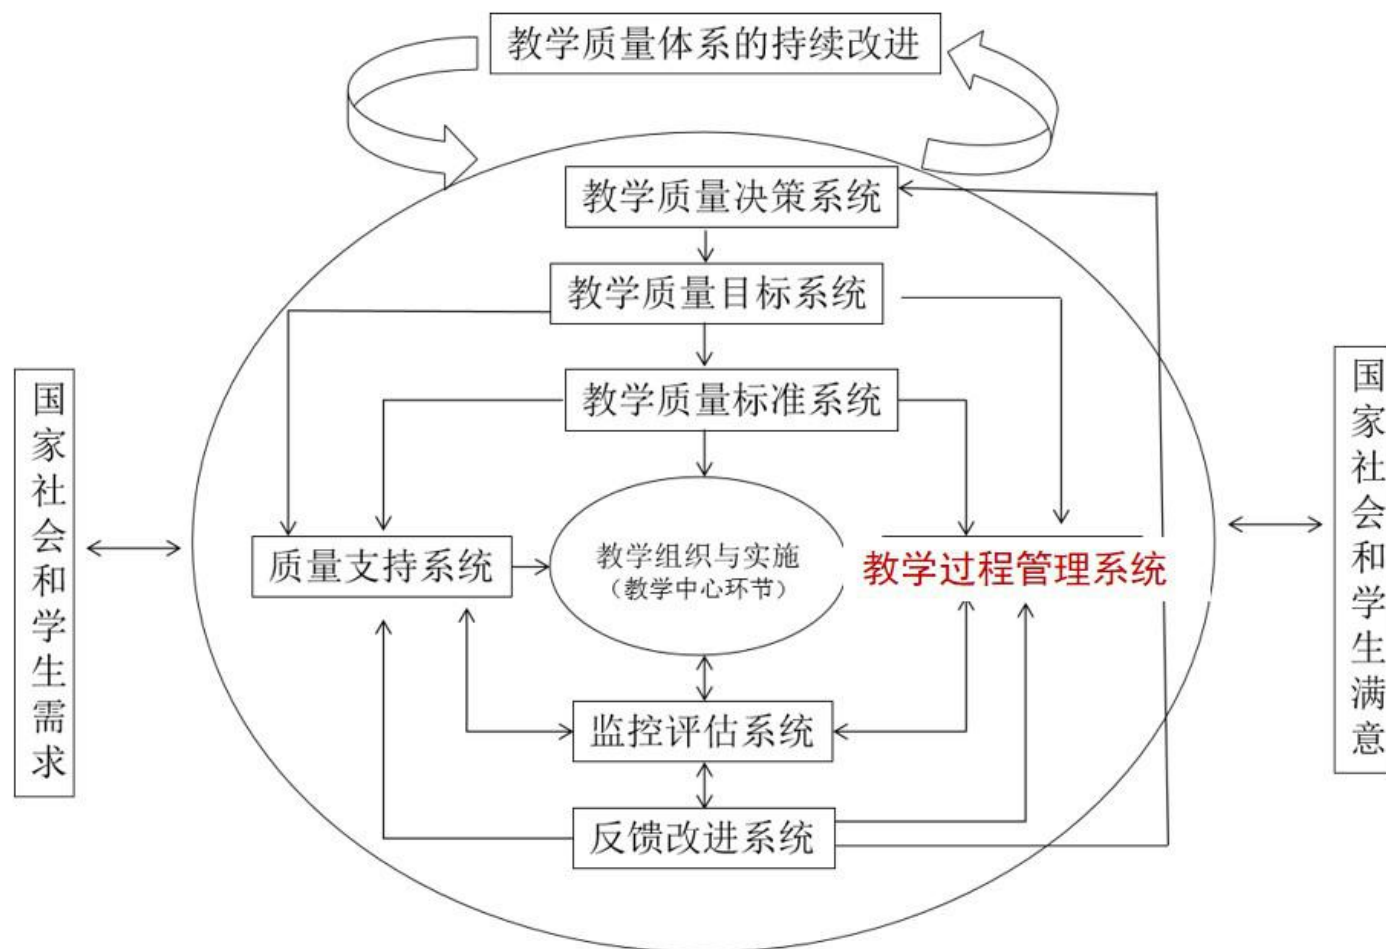 教学质量体系的持续改进
教学质量决策系统
教学质量目标系统
教学质量标准系统
国家社会和学生需求
质量支持系统
教学组织与实施
（教学中心环节）
教学过程管理系统
国家社会和学生满意
监控评估系统
反馈改进系统